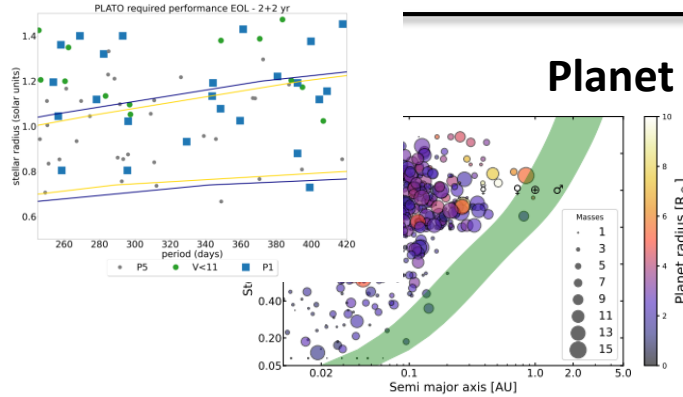 PLATO required performance EOL - 2+2 yr
Planet
1.4
1.2
1.0
0.8
0.6
stellar radius (solar units)
260 280 300 320 340 360 380 400 420
period (days)
P5 V<11 P1
10
8
6
4
2
0
Planet radius [R
Masses
1
3
5
7
9
11
13
15
0.40
0.20
0.05
0.02 0.1 1.0 2.0 5.0
Semi major axis [AU]